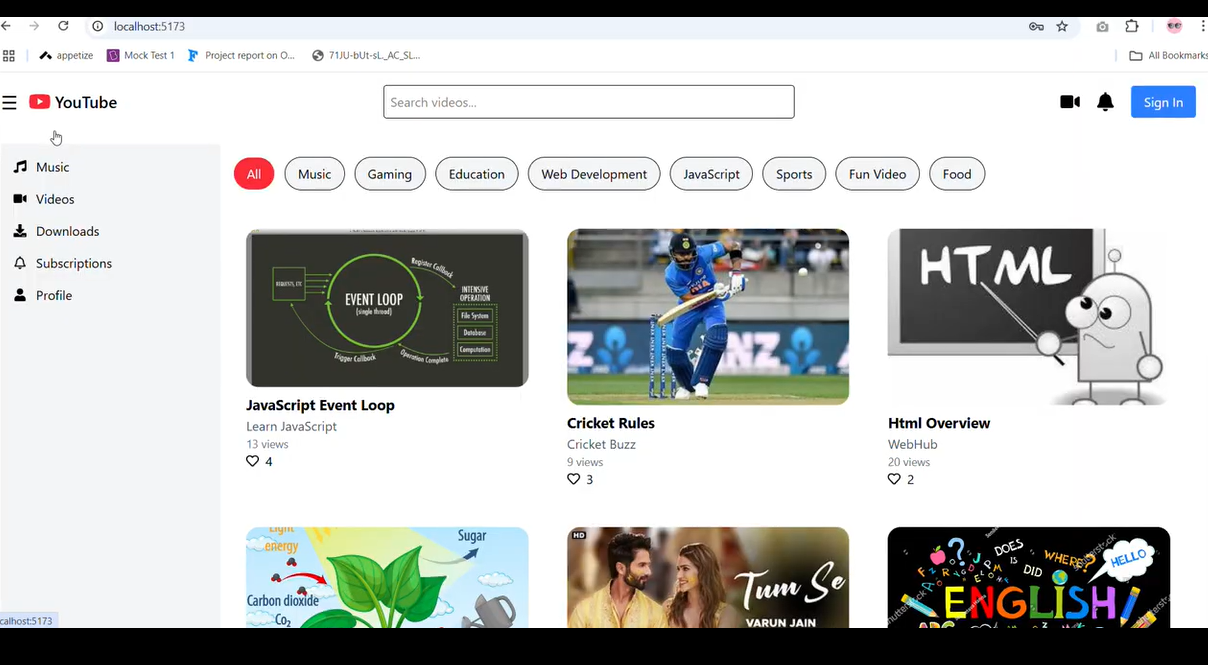 localhost:5173
appetize
Mock Test 1
Project report on O...
71JU-bUt-sL._AC_SL...
All Bookmarks
YouTube
Search videos...
Sign In
Music
Videos
Downloads
Subscriptions
Profile
All
Music
Gaming
Education
Web Development
JavaScript
Sports
Fun Video
Food
REQUESTS, ETC
EVENT LOOP
(single thread)
Register Callback
INTENSIVE
OPERATION
File System
Database
Computation
Trigger Callback
Operation Complete
JavaScript Event Loop
Learn JavaScript
13 views
4
INDIA
NZ
Cricket Rules
Cricket Buzz
9 views
3
HTML
Html Overview
WebHub
20 views
2
Light
energy
Sugar
Carbon dioxide
Co2
HD
Tum Se
VARUN JAIN
DOES
IS
DID
WHERE?
HELLO
ENGLISH
shutterstock
calhost:5173